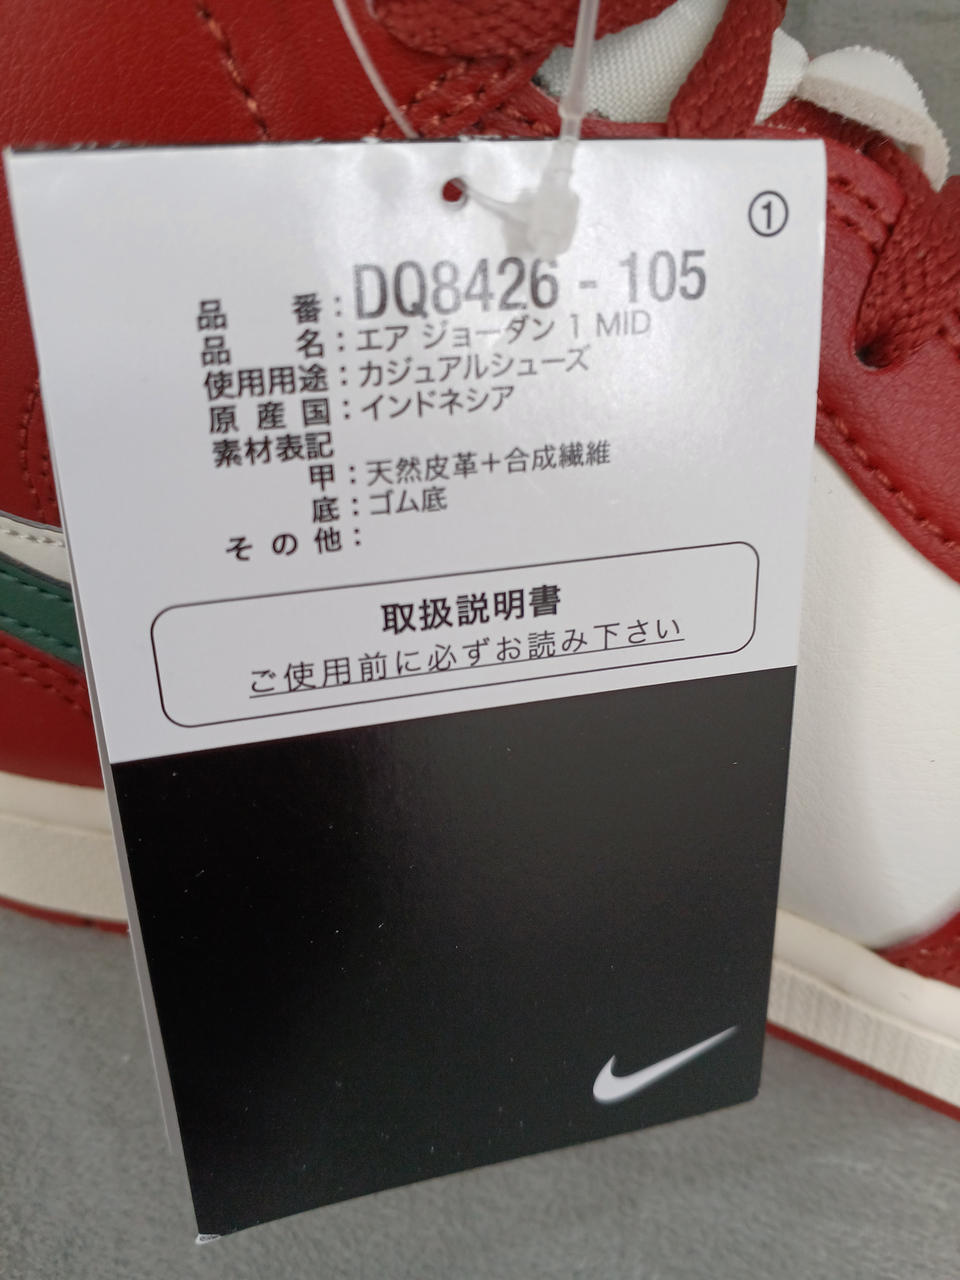 ①
品 番：DQ8426 - 105
品 名：エア ジョーダン 1 MID
使用用途：カジュアルシューズ
原 産 国：インドネシア
素材表記
甲：天然皮革＋合成繊維
底：ゴム底
そ の 他：
取扱説明書
ご使用前に必ずお読み下さい